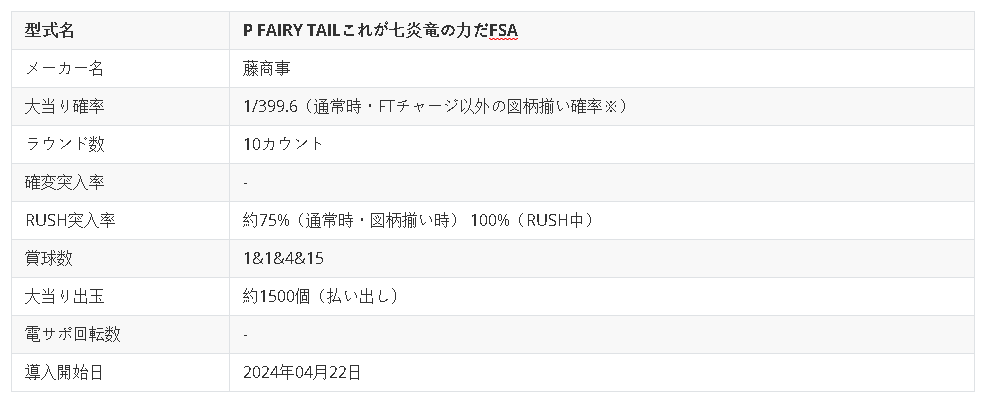 型式名 P FAIRY TAILこれが七炎竜の力だFSA
メーカー名 藤商事
大当り確率 1/399.6（通常時・FTチャージ以外の図柄揃い確率※）
ラウンド数 10カウント
確変突入率 -
RUSH突入率 約75%（通常時・図柄揃い時） 100%（RUSH中）
賞球数 1&1&4&15
大当り出玉 約1500個（払い出し）
電サポ回転数 -
導入開始日 2024年04月22日